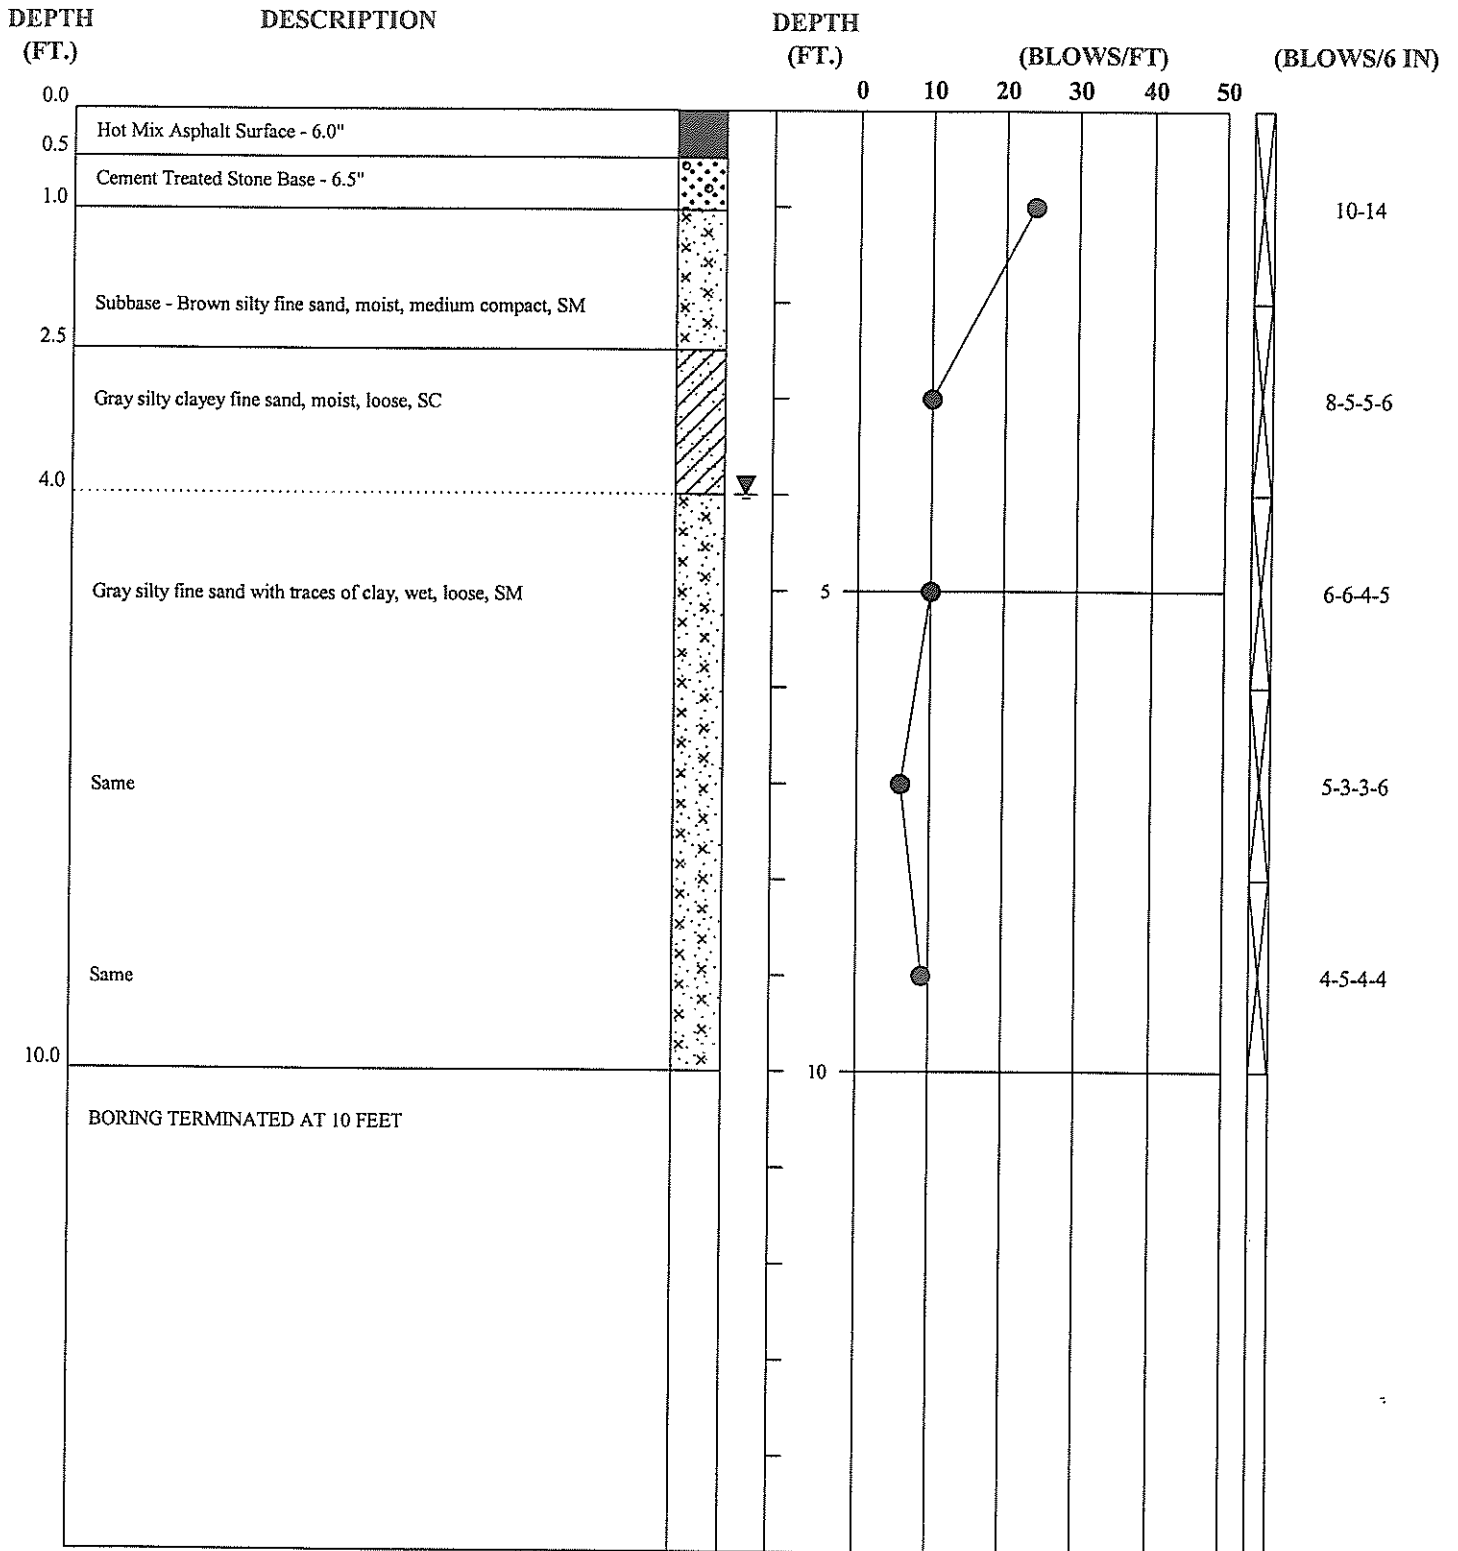 DEPTH DESCRIPTION DEPTH
(FT.) (FT.) (BLOWS/FT) (BLOWS/6 IN)
0 10 20 30 40 50
0.0
Hot Mix Asphalt Surface - 6.0"
0.5
Cement Treated Stone Base - 6.5"
1.0
10-14
Subbase - Brown silty fine sand, moist, medium compact, SM
2.5
Gray silty clayey fine sand, moist, loose, SC
8-5-5-6
4.0
Gray silty fine sand with traces of clay, wet, loose, SM
5
6-6-4-5
Same
5-3-3-6
Same
4-5-4-4
10.0
10
BORING TERMINATED AT 10 FEET